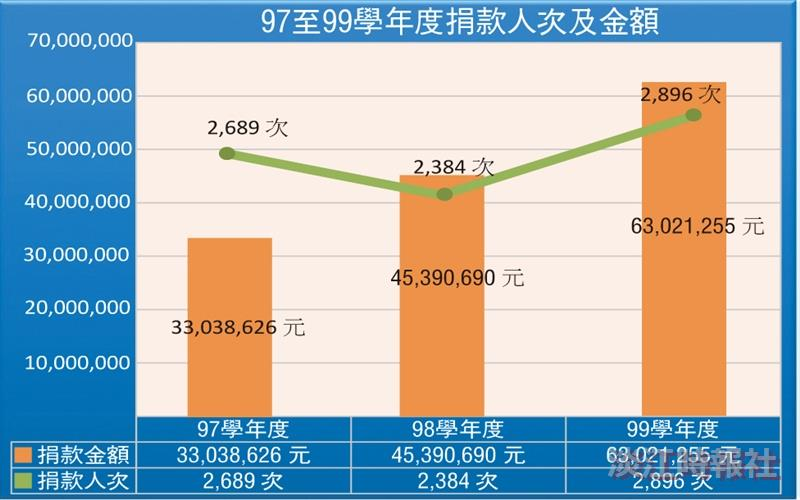 97至99學年度捐款人次及金額
70,000,000
60,000,000
50,000,000
40,000,000
30,000,000
20,000,000
10,000,000
2,689 次
2,384 次
2,896 次
33,038,626 元
45,390,690 元
63,021,255 元
97學年度 98學年度 99學年度
捐款金額 33,038,626 元 45,390,690 元 63,021,255 元
捐款人次 2,689 次 2,384 次 2,896 次
淡江時報社